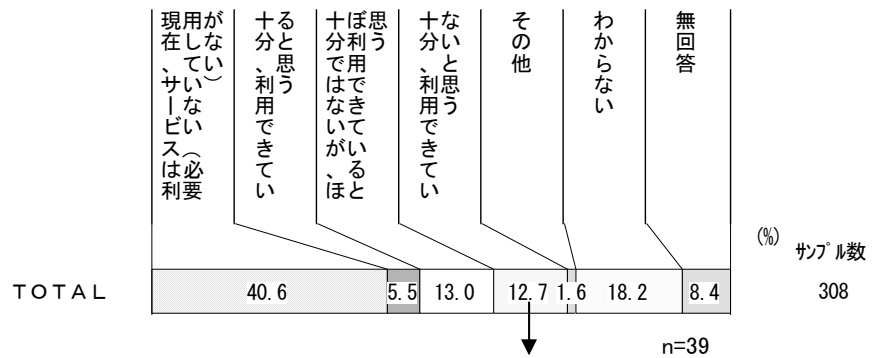 現在、サービスは利
用していない(必要
がない)
十分、利用できてい
ると思う
十分ではないが、ほ
ぼ利用できていると
思う
十分、利用できてい
ないと思う
その他
わからない
無回答
(%)
サンプル数
TOTAL 40.6 5.5 13.0 12.7 1.6 18.2 8.4 308
n=39